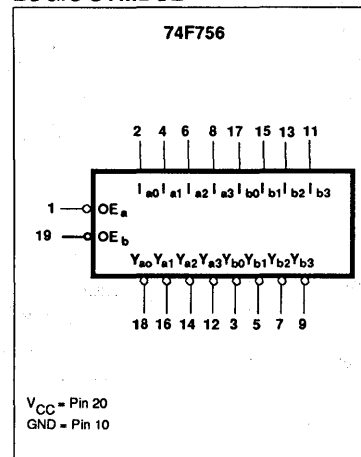 74F756
2 4 6 8 17 15 13 11
Ia0 Ia1 Ia2 Ia3 Ib0 Ib1 Ib2 Ib3
1 OEa
19 OEb
Yao Ya1 Ya2 Ya3 Yb0 Yb1 Yb2 Yb3
18 16 14 12 3 5 7 9
VCC = Pin 20
GND = Pin 10